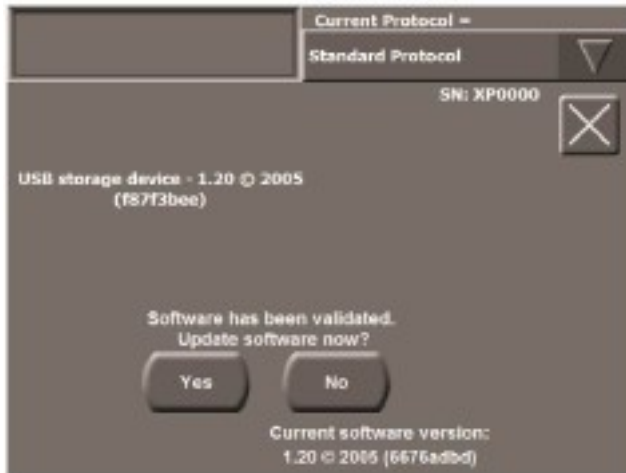 Current Protocol =
Standard Protocol
SN: XP0000
USB storage device - 1.20 © 2005
(f87f3bee)
Software has been validated.
Update software now?
Yes No
Current software version:
1.20 © 2005 (6676adbd)